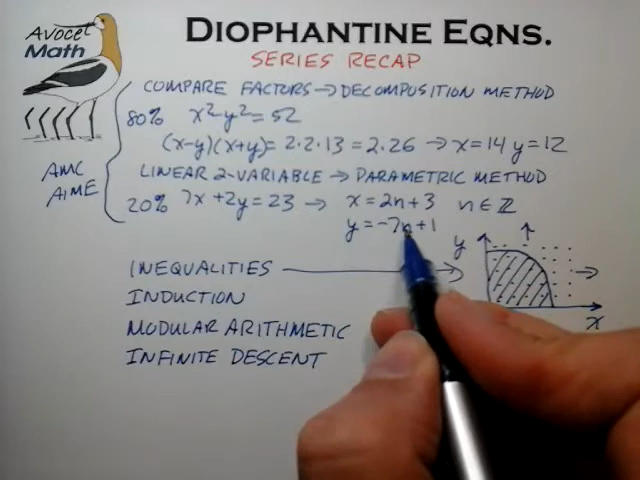 Avocet
Math
DIOPHANTINE EQNS.
SERIES RECAP
COMPARE FACTORS → DECOMPOSITION METHOD
80% x²-y²=52
(x-y)(x+y)=2·2·13=2·26 → x=14 y=12
AMC
AIME
LINEAR 2-VARIABLE → PARAMETRIC METHOD
20% 7x+2y=23 → x=2n+3 n∈ℤ
y=-7n+1
INEQUALITIES
INDUCTION
MODULAR ARITHMETIC
INFINITE DESCENT
y
x